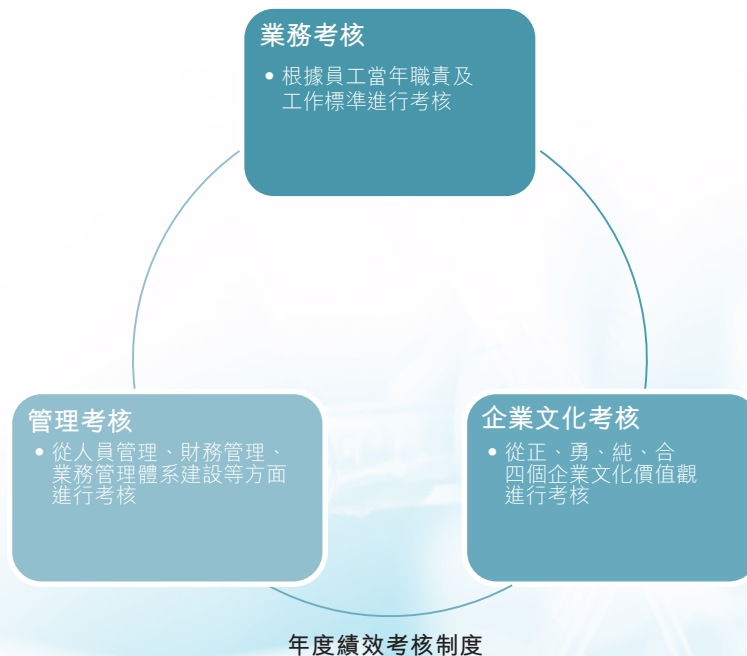 業務考核
• 根據員工當年職責及
工作標準進行考核
管理考核
• 從人員管理、財務管理、
業務管理體系建設等方面
進行考核
企業文化考核
• 從正、勇、純、合
四個企業文化價值觀
進行考核
年度績效考核制度